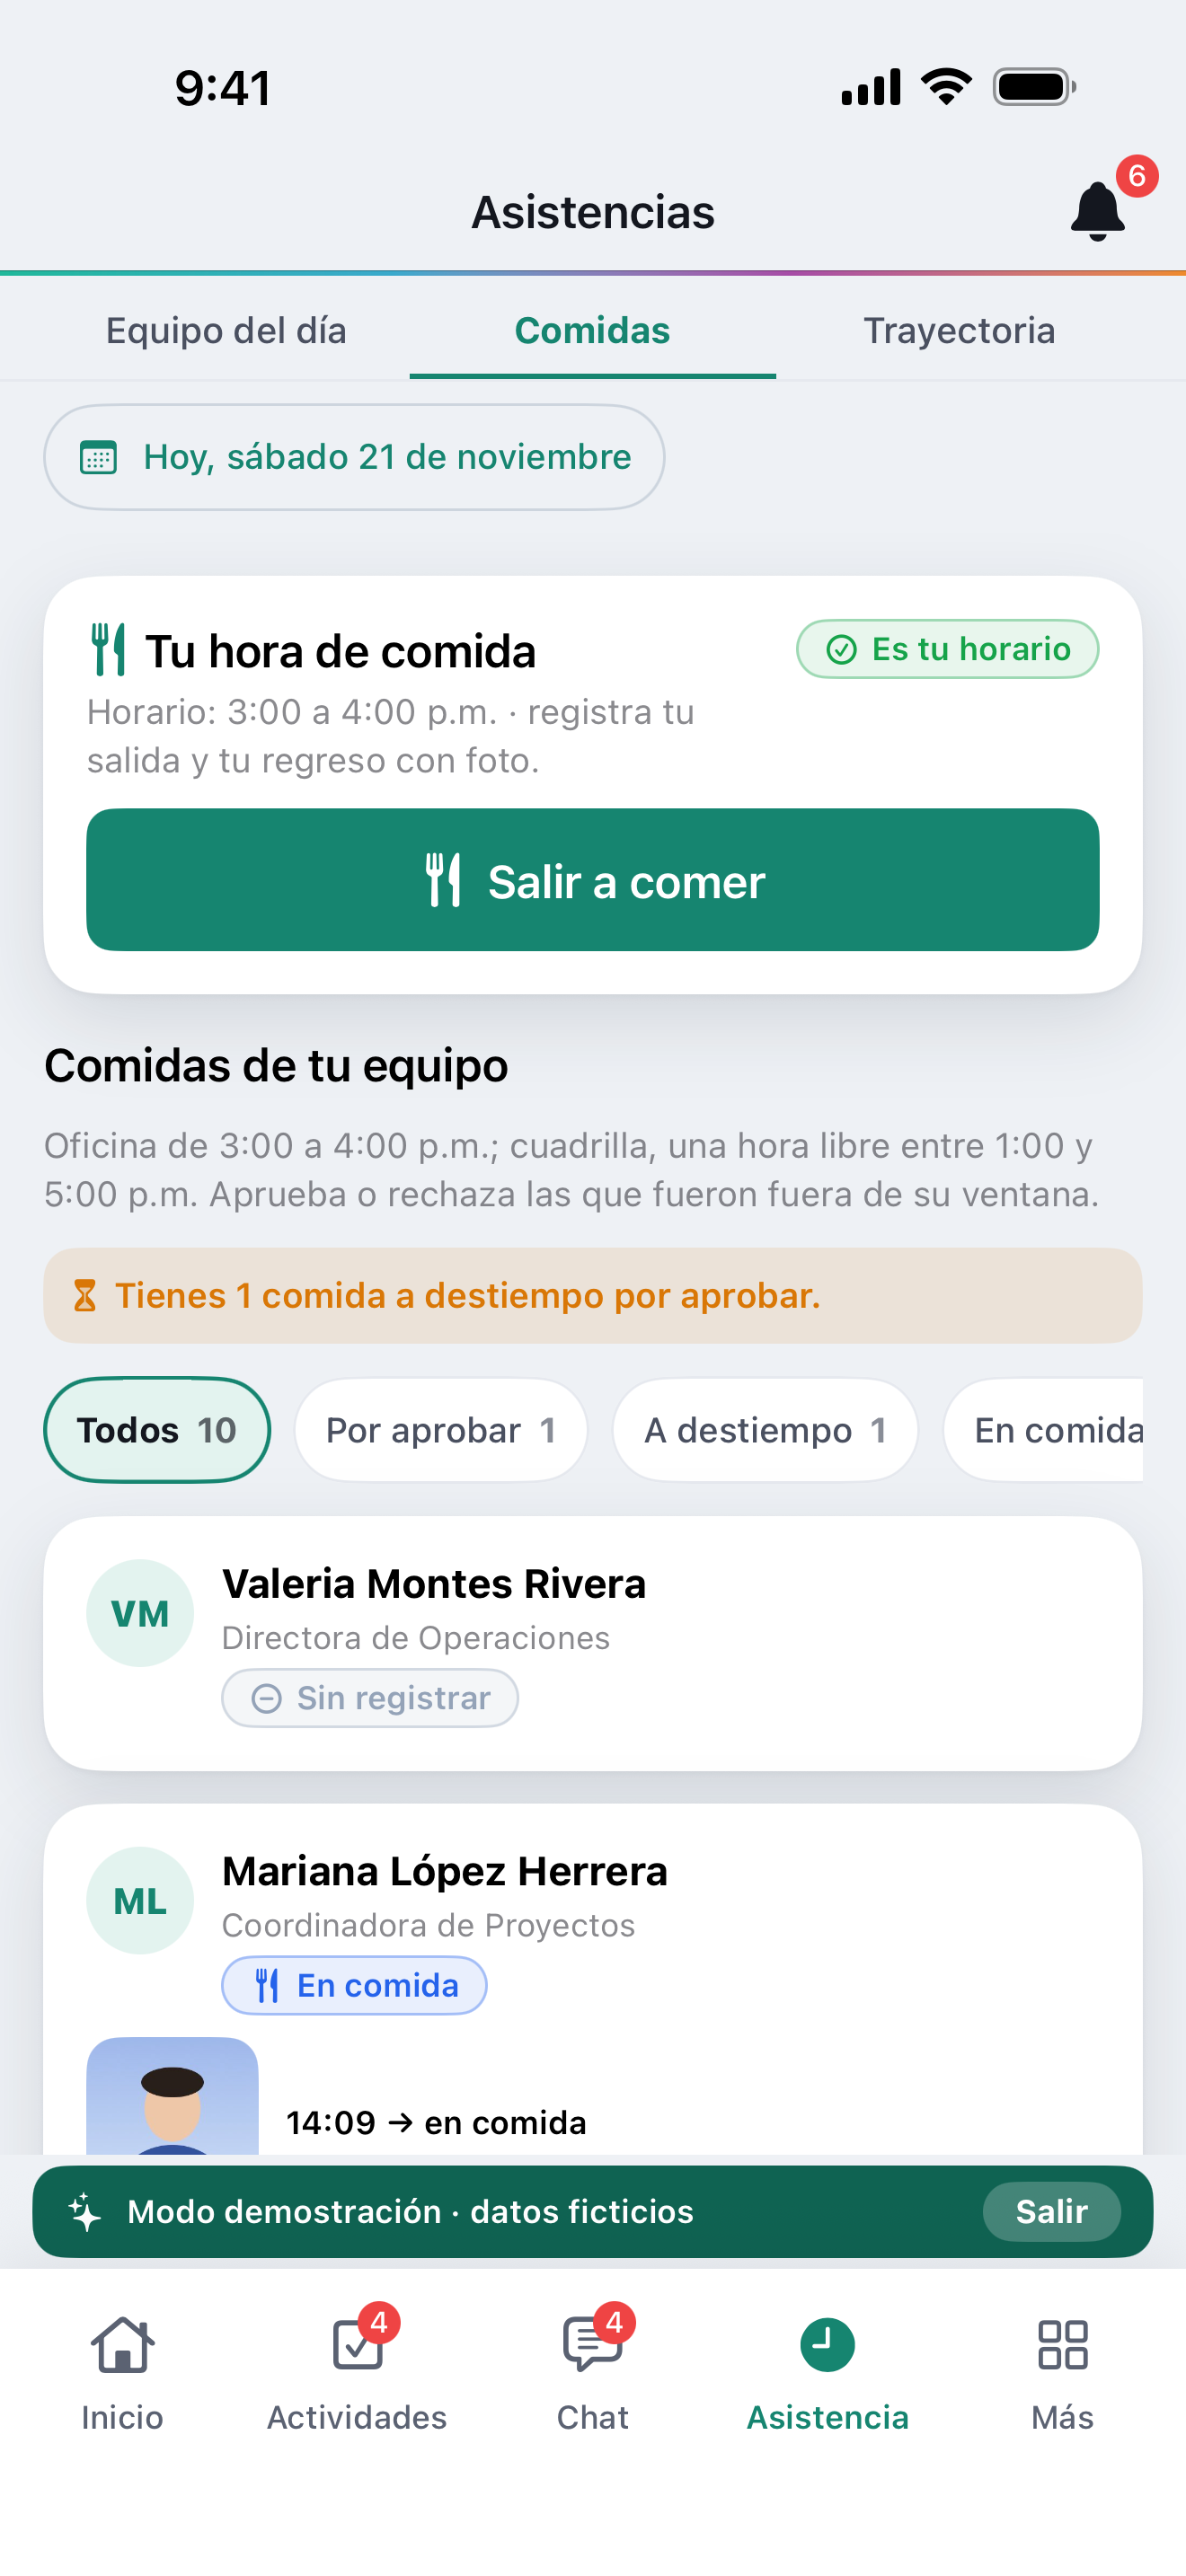 9:41
Asistencias
6
Equipo del día
Comidas
Trayectoria
Hoy, sábado 21 de noviembre
Tu hora de comida
Es tu horario
Horario: 3:00 a 4:00 p.m. · registra tu
salida y tu regreso con foto.
Salir a comer
Comidas de tu equipo
Oficina de 3:00 a 4:00 p.m.; cuadrilla, una hora libre entre 1:00 y
5:00 p.m. Aprueba o rechaza las que fueron fuera de su ventana.
Tienes 1 comida a destiempo por aprobar.
Todos 10
Por aprobar 1
A destiempo 1
En comida
VM
Valeria Montes Rivera
Directora de Operaciones
Sin registrar
ML
Mariana López Herrera
Coordinadora de Proyectos
En comida
14:09 → en comida
Modo demostración · datos ficticios
Salir
4
4
Inicio
Actividades
Chat
Asistencia
Más